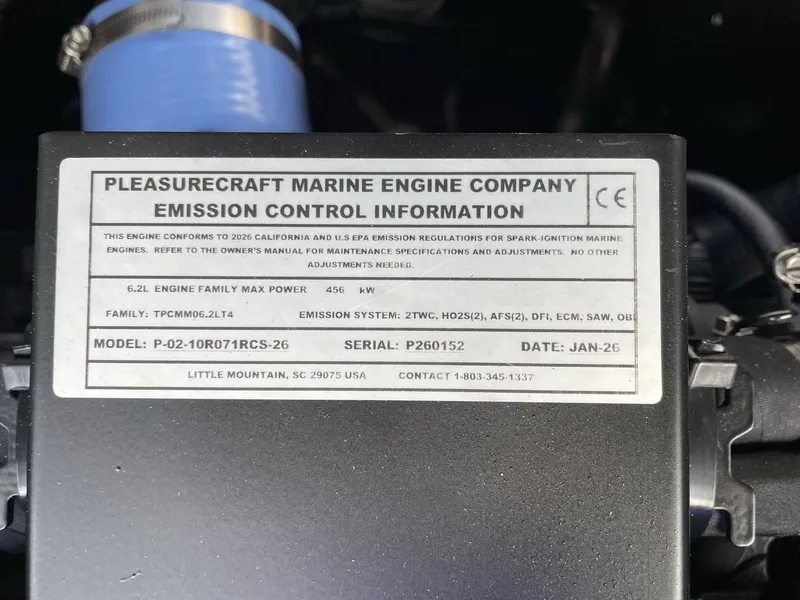 PLEASURECRAFT MARINE ENGINE COMPANY
EMISSION CONTROL INFORMATION
CE
THIS ENGINE CONFORMS TO 2026 CALIFORNIA AND U.S EPA EMISSION REGULATIONS FOR SPARK-IGNITION MARINE
ENGINES. REFER TO THE OWNER'S MANUAL FOR MAINTENANCE SPECIFICATIONS AND ADJUSTMENTS. NO OTHER
ADJUSTMENTS NEEDED.
6.2L ENGINE FAMILY MAX POWER 456 kW
FAMILY: TPCMM06.2LT4 EMISSION SYSTEM: 2TWC, HO2S(2), AFS(2), DFI, ECM, SAW, OBI
MODEL: P-02-10R071RCS-26 SERIAL: P260152 DATE: JAN-26
LITTLE MOUNTAIN, SC 29075 USA CONTACT 1-803-345-1337